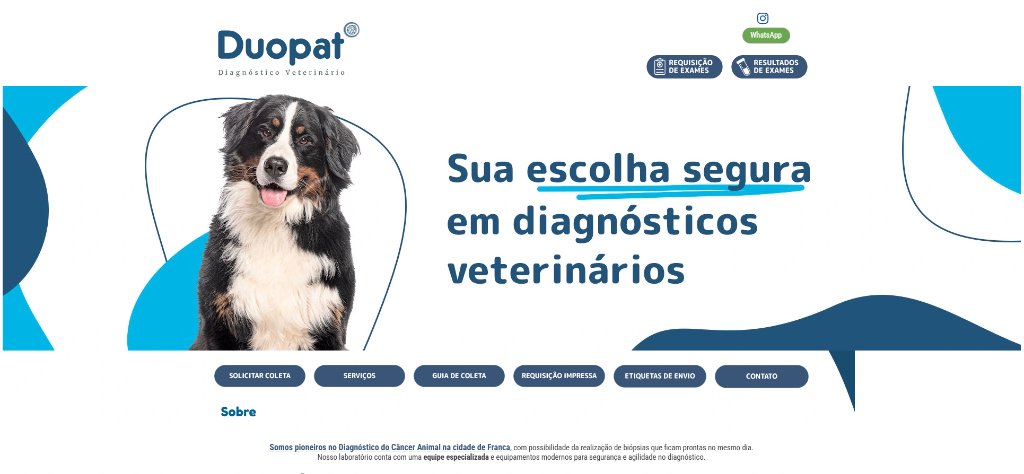 Duopat
Diagnóstico Veterinário
WhatsApp
REQUISIÇÃO
DE EXAMES
RESULTADOS
DE EXAMES
Sua escolha segura
em diagnósticos
veterinários
SOLICITAR COLETA
SERVIÇOS
GUIA DE COLETA
REQUISIÇÃO IMPRESSA
ETIQUETAS DE ENVIO
CONTATO
Sobre
Somos pioneiros no Diagnóstico do Câncer Animal na cidade de Franca, com possibilidade da realização de biópsias que ficam prontas no mesmo dia.
Nosso laboratório conta com uma equipe especializada e equipamentos modernos para segurança e agilidade no diagnóstico.